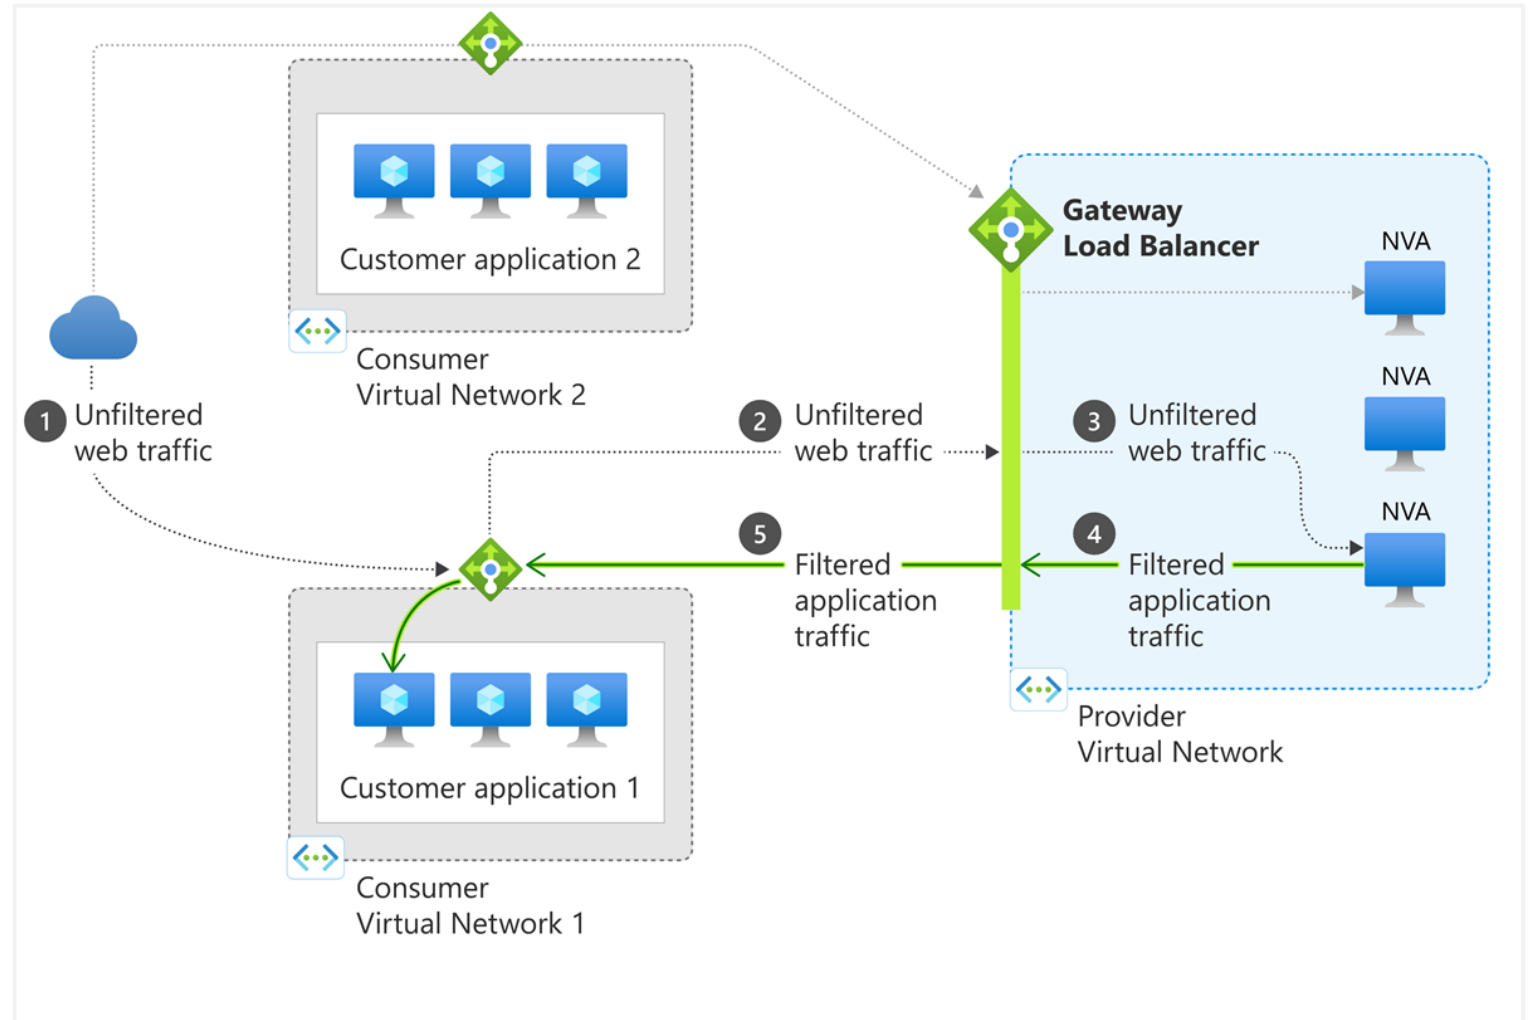 Customer application 2
Consumer
Virtual Network 2
Gateway
Load Balancer
NVA
NVA
NVA
1
Unfiltered
web traffic
2
Unfiltered
web traffic
3
Unfiltered
web traffic
5
Filtered
application
traffic
4
Filtered
application
traffic
Provider
Virtual Network
Customer application 1
Consumer
Virtual Network 1